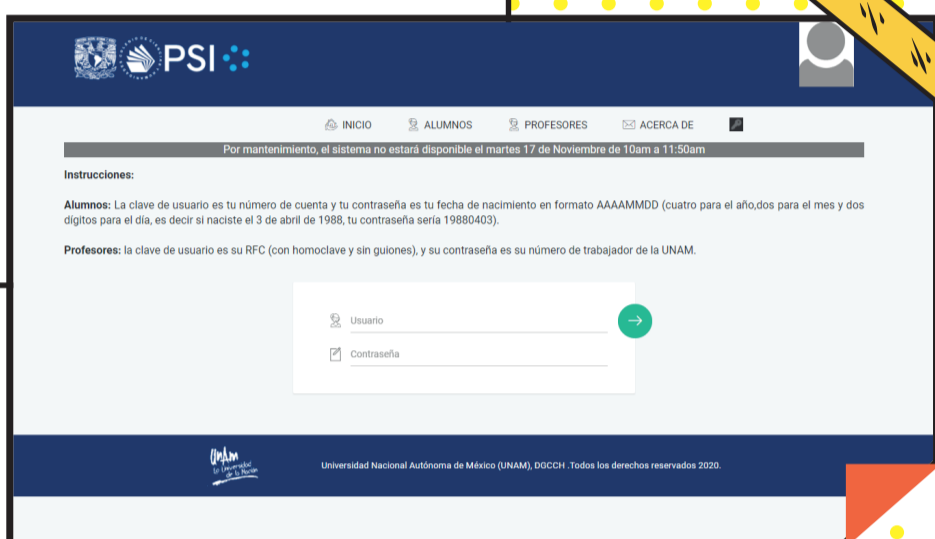 PSI
INICIO ALUMNOS PROFESORES ACERCA DE
Por mantenimiento, el sistema no estará disponible el martes 17 de Noviembre de 10am a 11:50am
Instrucciones:
Alumnos: La clave de usuario es tu número de cuenta y tu contraseña es tu fecha de nacimiento en formato AAAAMMDD (cuatro para el año,dos para el mes y dos
dígitos para el día, es decir si naciste el 3 de abril de 1988, tu contraseña sería 19880403).
Profesores: la clave de usuario es su RFC (con homoclave y sin guiones), y su contraseña es su número de trabajador de la UNAM.
Usuario
Contraseña
UNAM
La Universidad
de la Nación
Universidad Nacional Autónoma de México (UNAM), DGCCH .Todos los derechos reservados 2020.